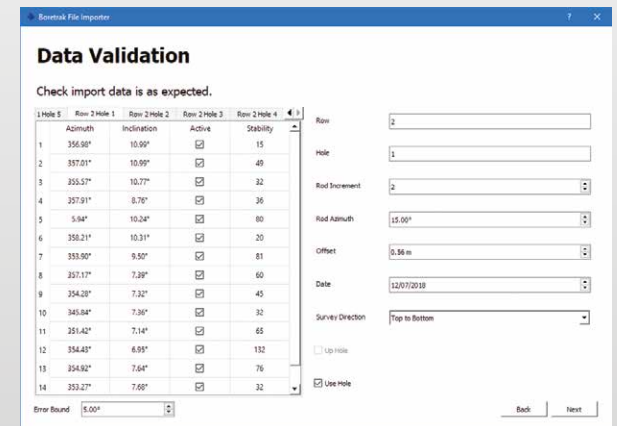 Boretrak File Importer ? ×
Data Validation
Check import data is as expected.
1 Hole 5 Row 2 Hole 1 Row 2 Hole 2 Row 2 Hole 3 Row 2 Hole 4
Azimuth Inclination Active Stability
1 356.98° 10.99° 15
2 357.01° 10.99° 49
3 355.57° 10.77° 32
4 357.91° 8.76° 36
5 5.94° 10.24° 80
6 358.21° 10.31° 20
7 353.90° 9.50° 81
8 357.17° 7.39° 60
9 354.28° 7.32° 45
10 345.84° 7.36° 32
11 351.42° 7.14° 65
12 354.43° 6.95° 132
13 354.92° 7.64° 76
14 353.27° 7.68° 32
Error Bound 5.00°
Row 2
Hole 1
Rod Increment 2
Rod Azimuth 15.00°
Offset 0.56 m
Date 12/07/2018
Survey Direction Top to Bottom
Up Hole
Use Hole
Back Next